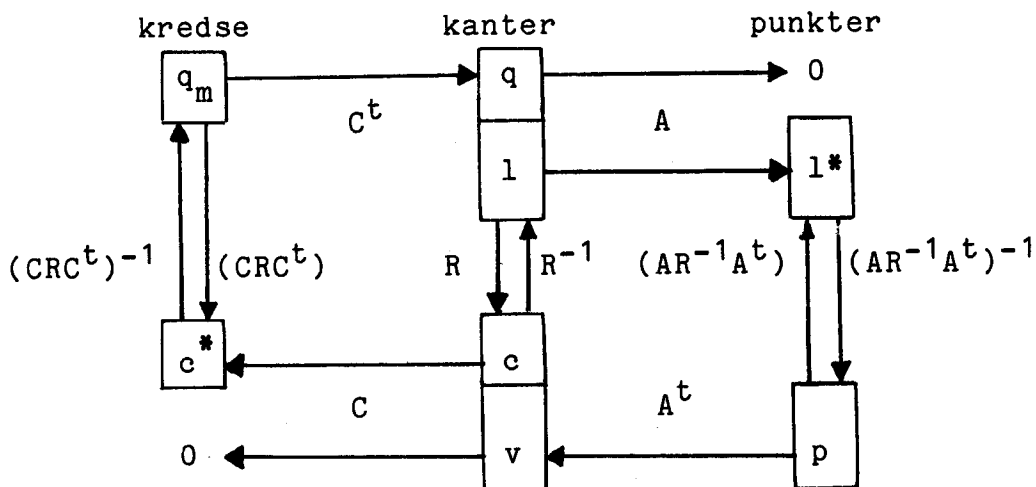 kredse kanter punkter
q_m q 0
C^t A
l l*
(CRC^t)^-1 (CRC^t) R R^-1 (AR^-1A^t) (AR^-1A^t)^-1
c* c
C A^t
0 v p